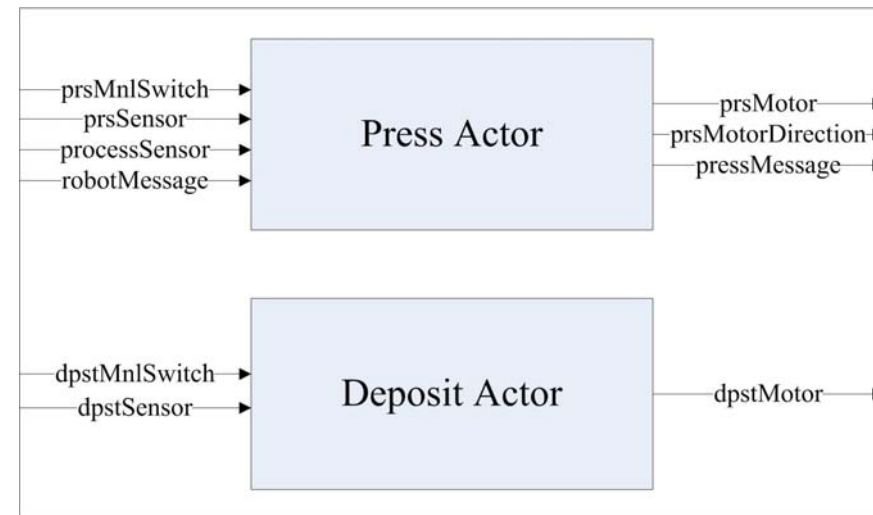 prsMnlSwitch
prsSensor
processSensor
robotMessage
Press Actor
prsMotor
prsMotorDirection
pressMessage
dpstMnlSwitch
dpstSensor
Deposit Actor
dpstMotor